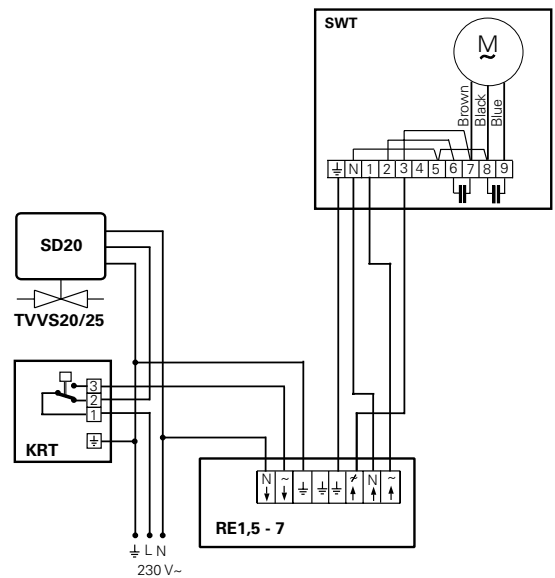 SWT
M
~
Brown
Black
Blue
⏚ N 1 2 3 4 5 6 7 8 9
SD20
TVVS20/25
3
2
1
⏚
KRT
N ~ ⏚ ⏚ ⏚ ≁ N ~
↓ ↓ ↑ ↑ ↑
RE1,5 - 7
⏚ L N
230 V~